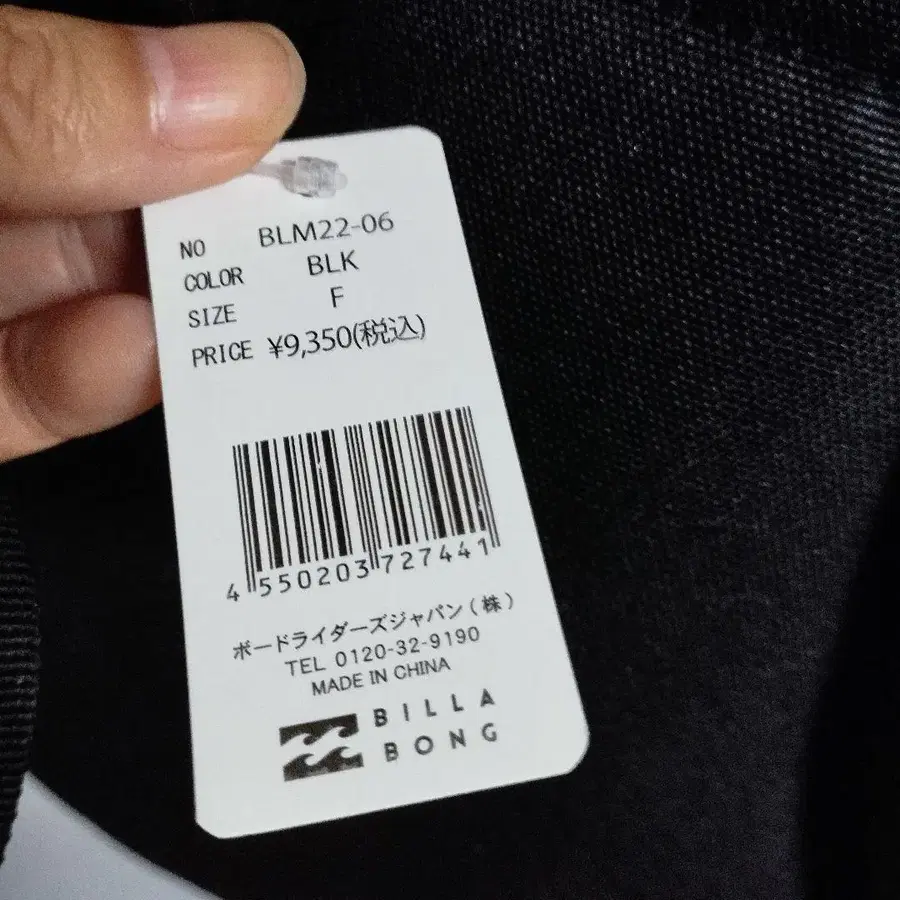 NO BLM22-06
COLOR BLK
SIZE F
PRICE ¥9,350(税込)
4 550203 727441
ボードライダーズジャパン(株)
TEL 0120-32-9190
MADE IN CHINA
BILLA
BONG